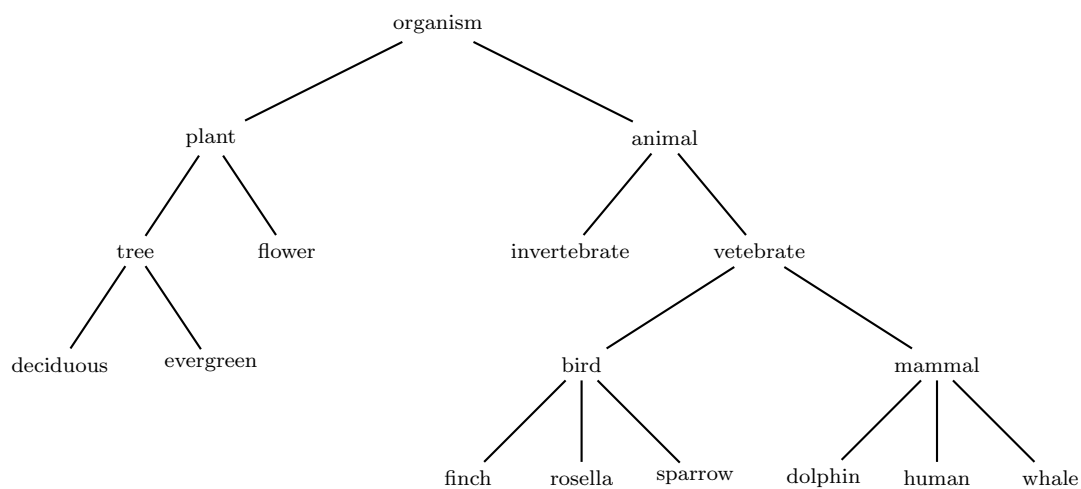 organism
plant
animal
tree
flower
invertebrate
vetebrate
deciduous
evergreen
bird
mammal
finch
rosella
sparrow
dolphin
human
whale